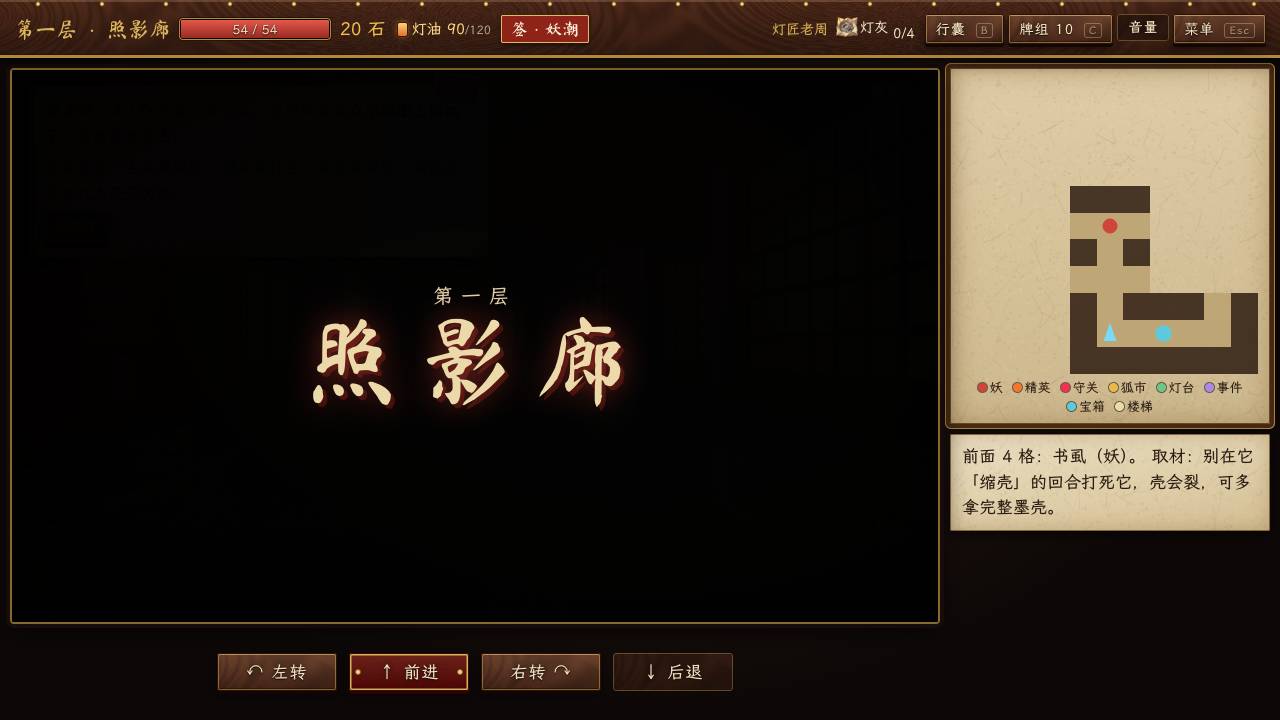 第一层 · 照影廊
54 / 54
20 石
灯油 90/120
签 · 妖潮
灯匠老周
灯灰 0/4
行囊 B
牌组 10 C
音量
菜单 Esc
第一层
照影廊
妖 精英 守关 狐市 灯台 事件
宝箱 楼梯
前面 4 格：书虱（妖）。 取材：别在它
「缩壳」的回合打死它，壳会裂，可多
拿完整墨壳。
↶ 左转
↑ 前进
右转 ↷
↓ 后退